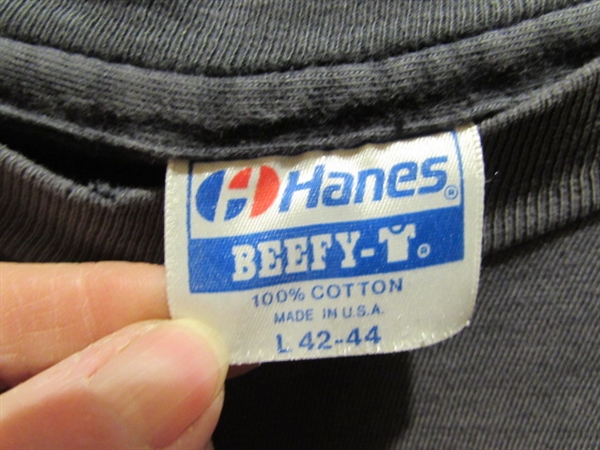 Hanes®
BEEFY-T®
100% COTTON
MADE IN U.S.A.
L 42-44